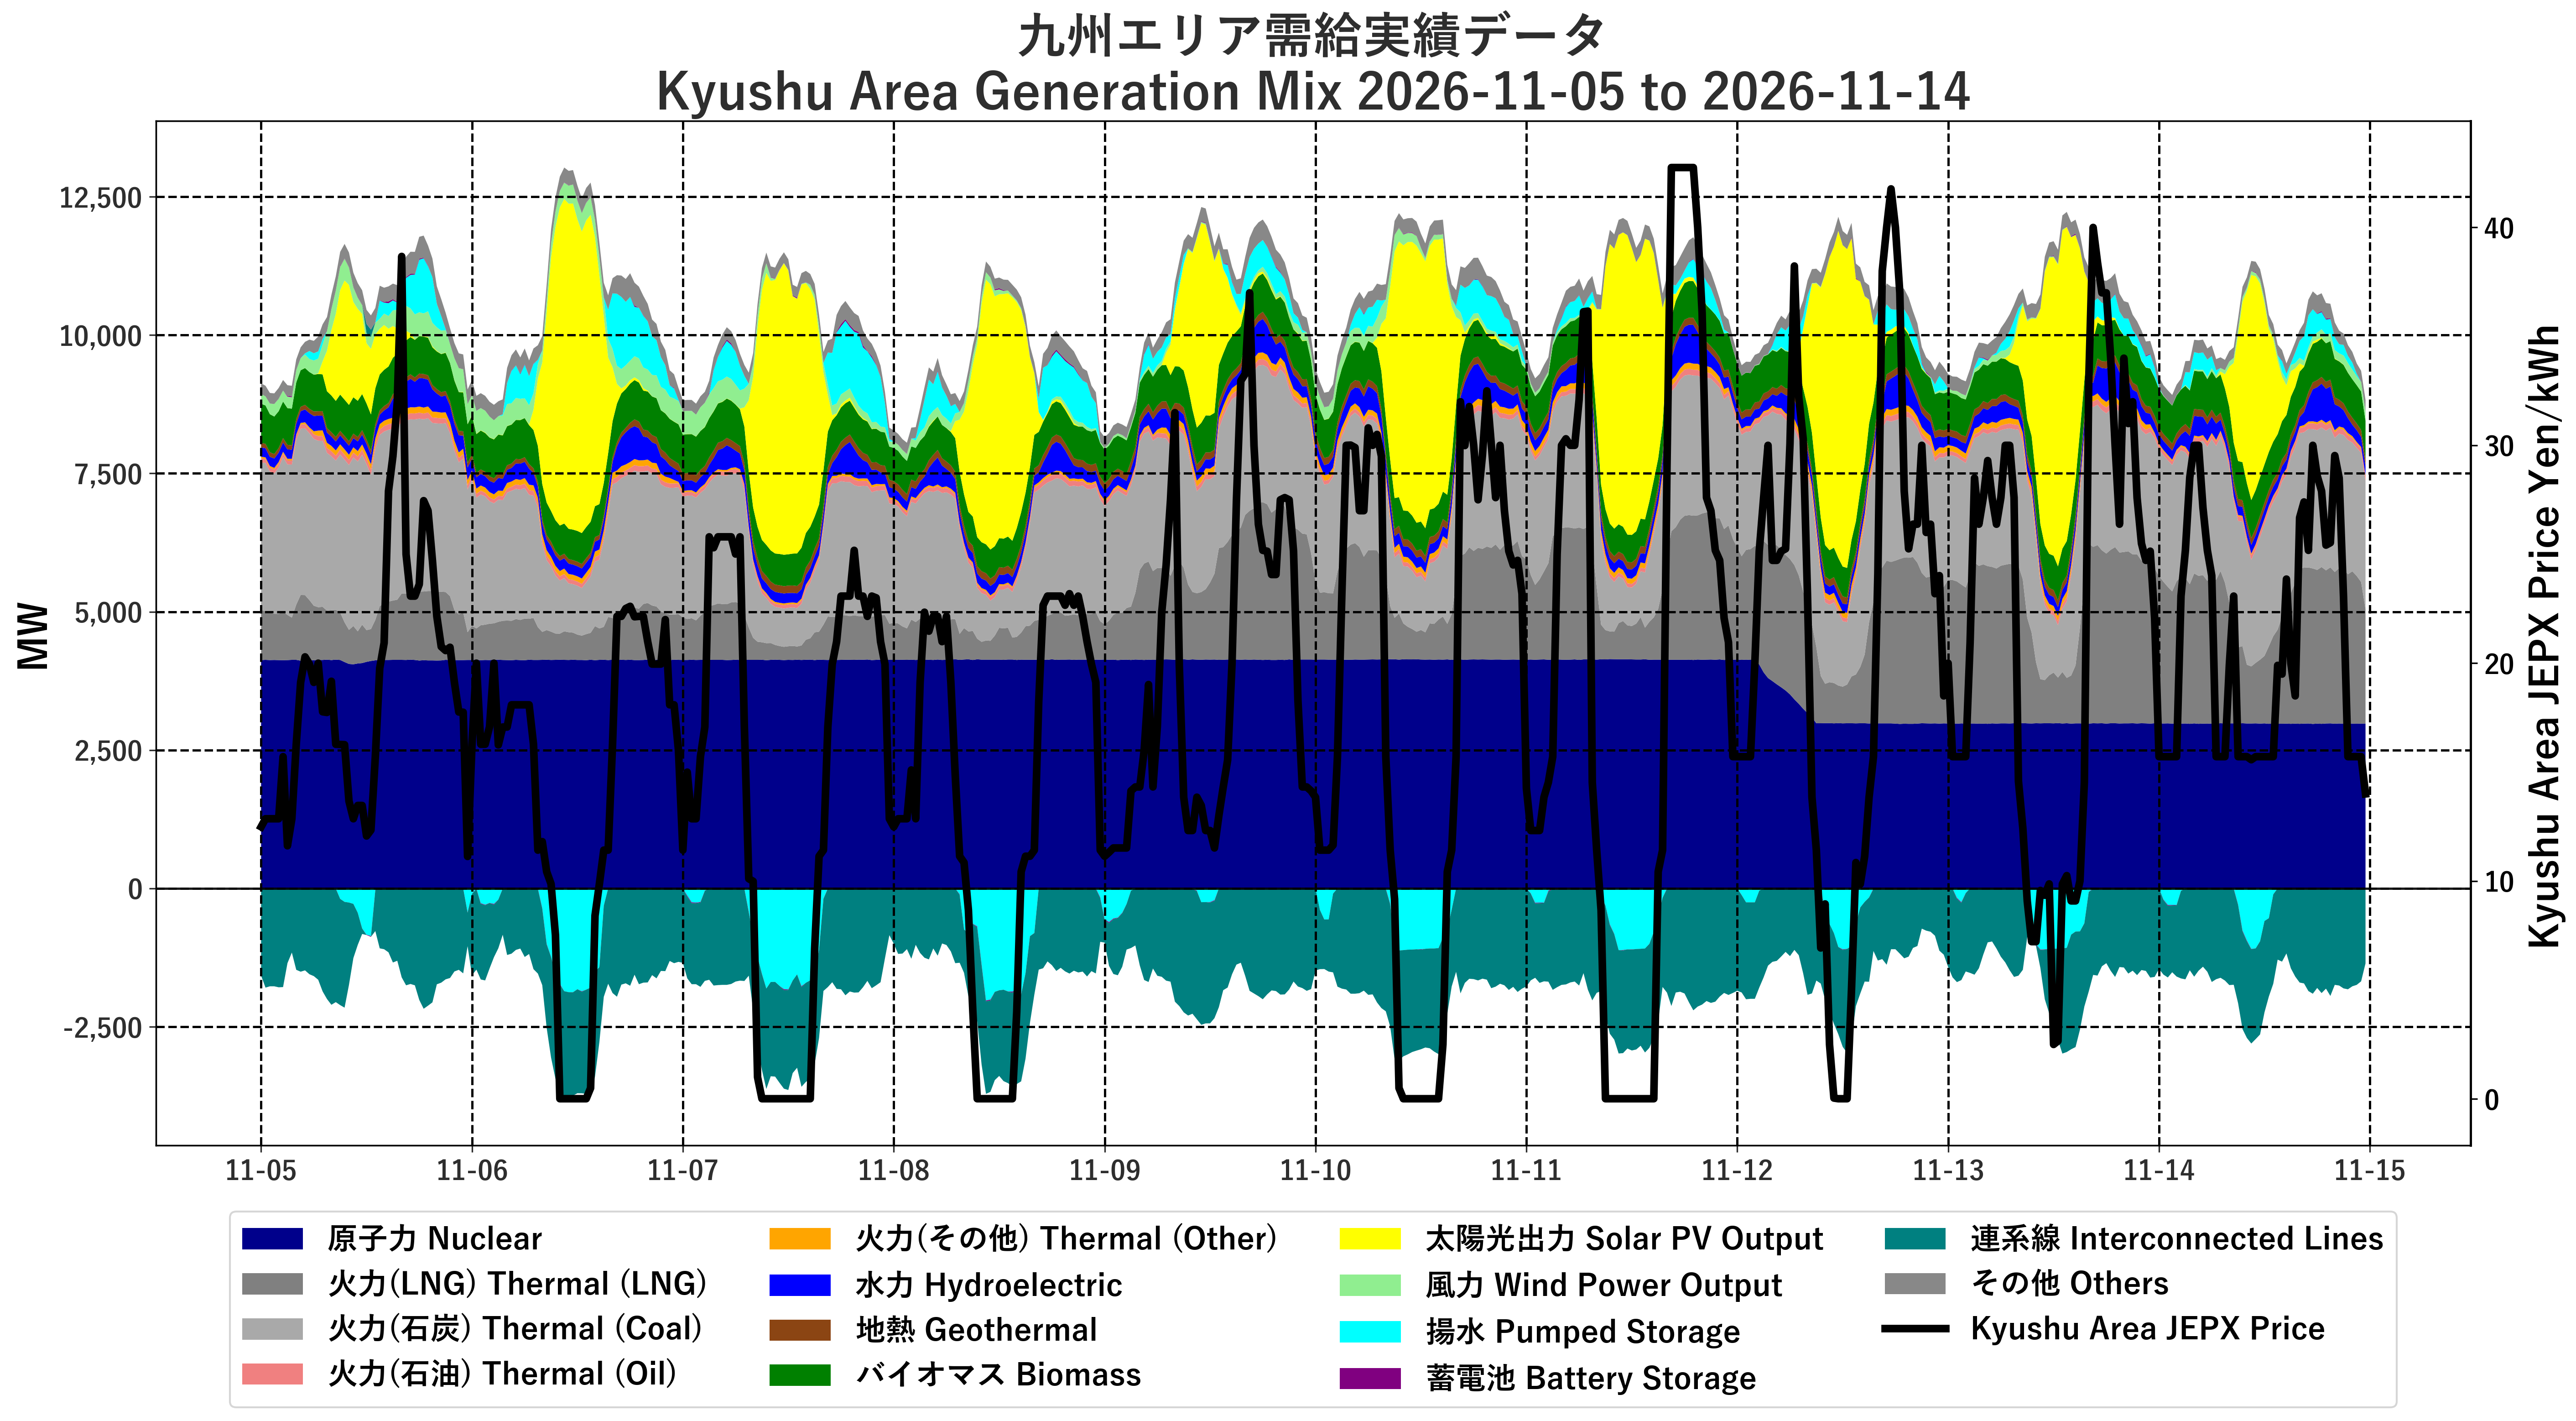 九州エリア需給実績データ
Kyushu Area Generation Mix 2026-11-05 to 2026-11-14
MW
12,500
10,000
7,500
5,000
2,500
0
-2,500
40
30
20
10
0
Kyushu Area JEPX Price Yen/kWh
11-05
11-06
11-07
11-08
11-09
11-10
11-11
11-12
11-13
11-14
11-15
原子力 Nuclear
火力(LNG) Thermal (LNG)
火力(石炭) Thermal (Coal)
火力(石油) Thermal (Oil)
火力(その他) Thermal (Other)
水力 Hydroelectric
地熱 Geothermal
バイオマス Biomass
太陽光出力 Solar PV Output
風力 Wind Power Output
揚水 Pumped Storage
蓄電池 Battery Storage
連系線 Interconnected Lines
その他 Others
Kyushu Area JEPX Price